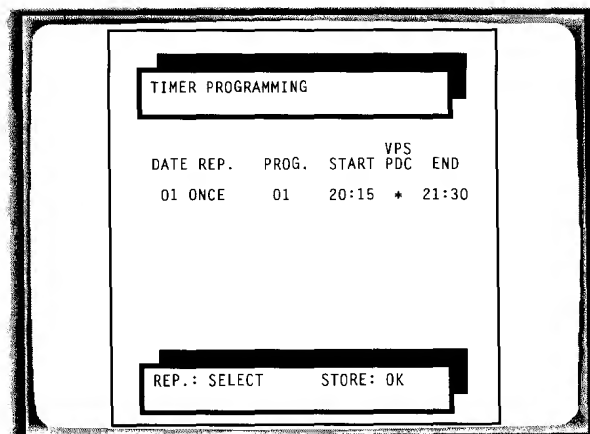 TIMER PROGRAMMING
VPS
DATE REP. PROG. START PDC END
01 ONCE 01 20:15 * 21:30
REP.: SELECT STORE: OK